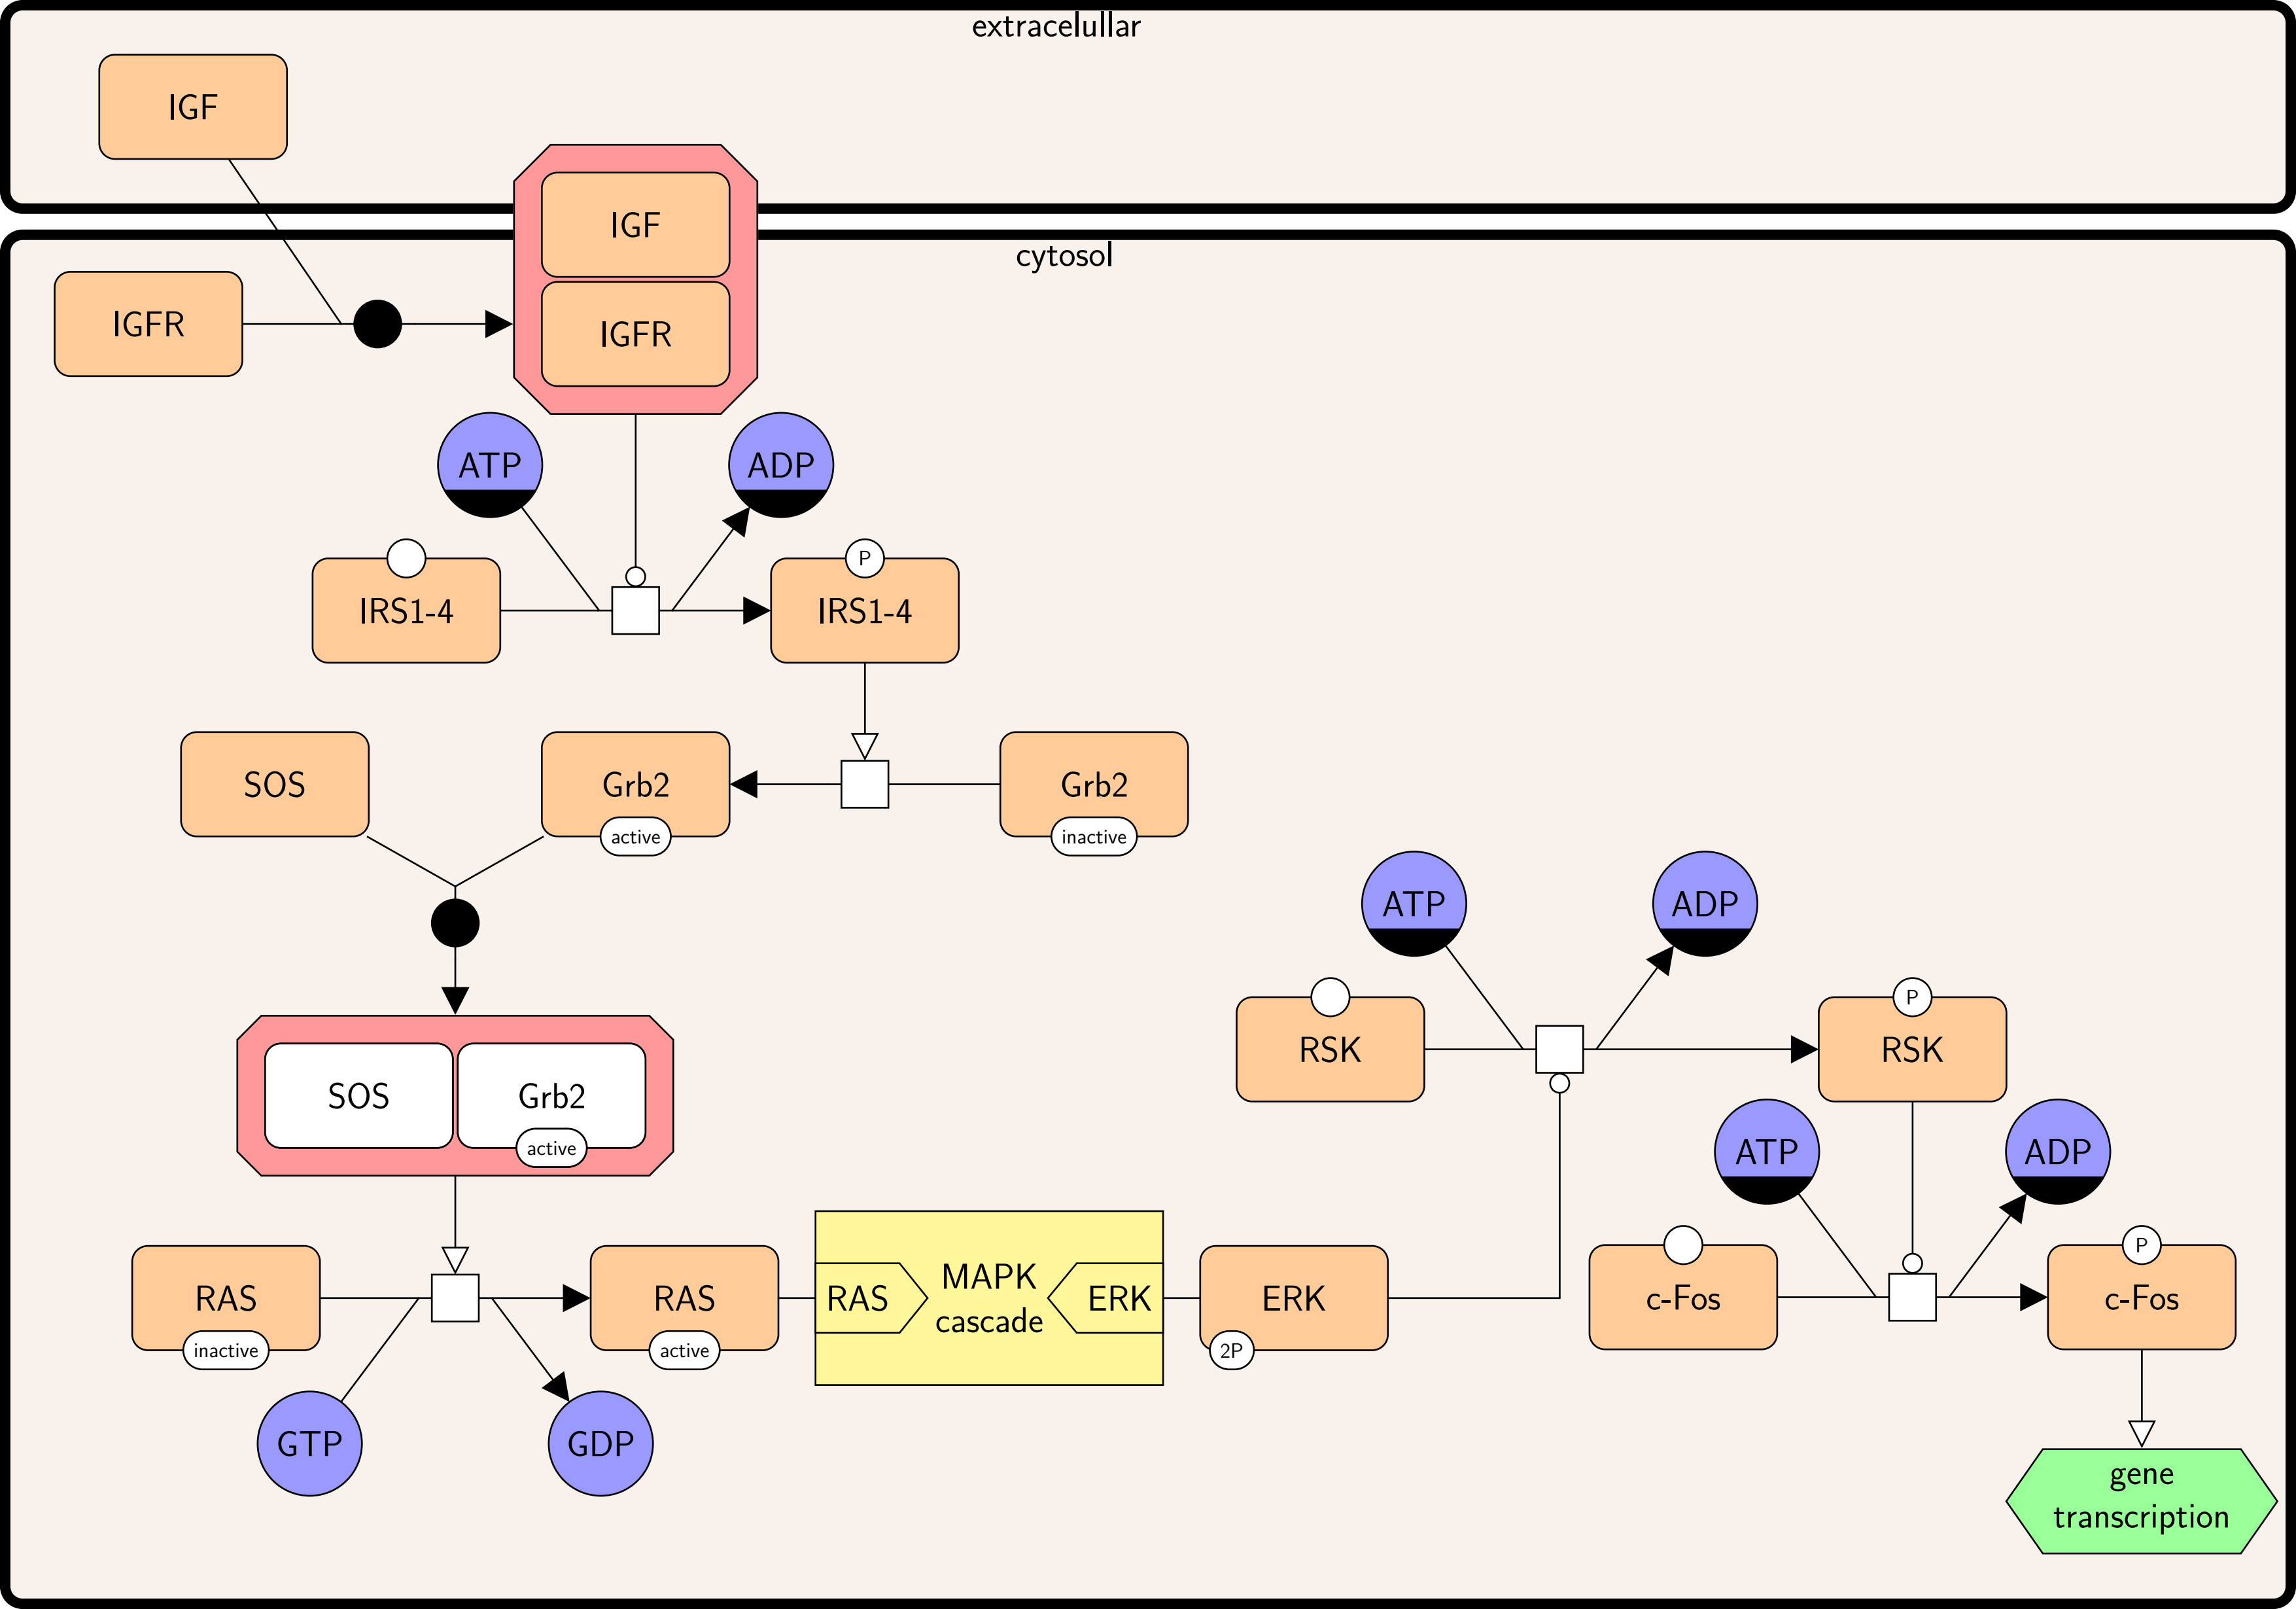 extracelullar
IGF
IGF
cytosol
IGFR
IGFR
ATP
ADP
P
IRS1-4
IRS1-4
SOS
Grb2
Grb2
active
inactive
ATP
ADP
P
RSK
RSK
SOS
Grb2
active
ATP
ADP
P
RAS
RAS
RAS
MAPK
cascade
ERK
ERK
c-Fos
c-Fos
inactive
active
2P
GTP
GDP
gene
transcription